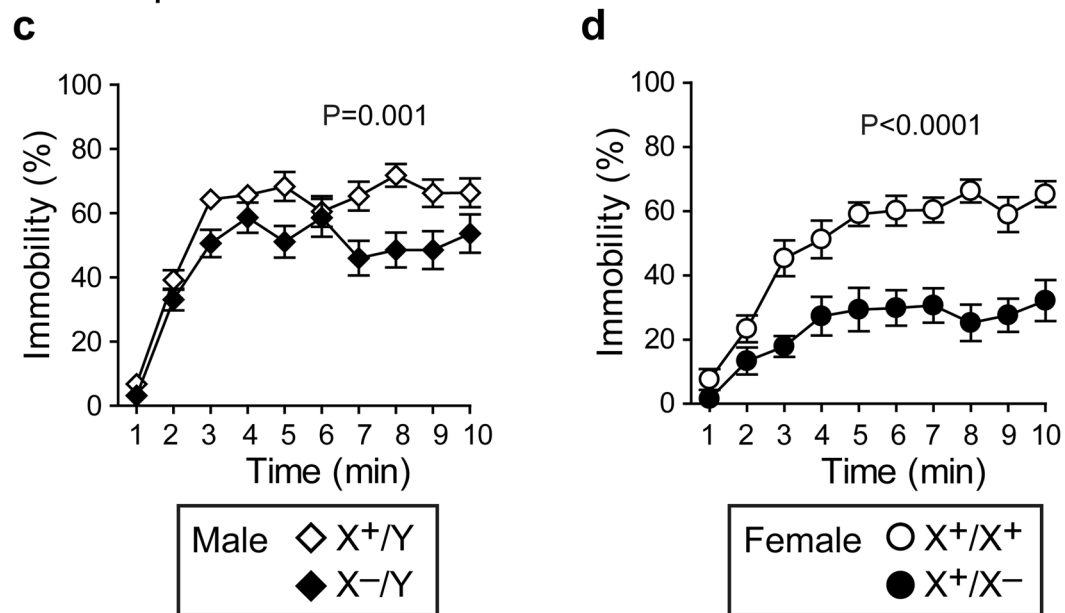 c
Immobility (%)
100
80
60
40
20
0
P=0.001
1 2 3 4 5 6 7 8 9 10
Time (min)
Male X+/Y
X−/Y
d
Immobility (%)
100
80
60
40
20
0
P<0.0001
1 2 3 4 5 6 7 8 9 10
Time (min)
Female X+/X+
X+/X−